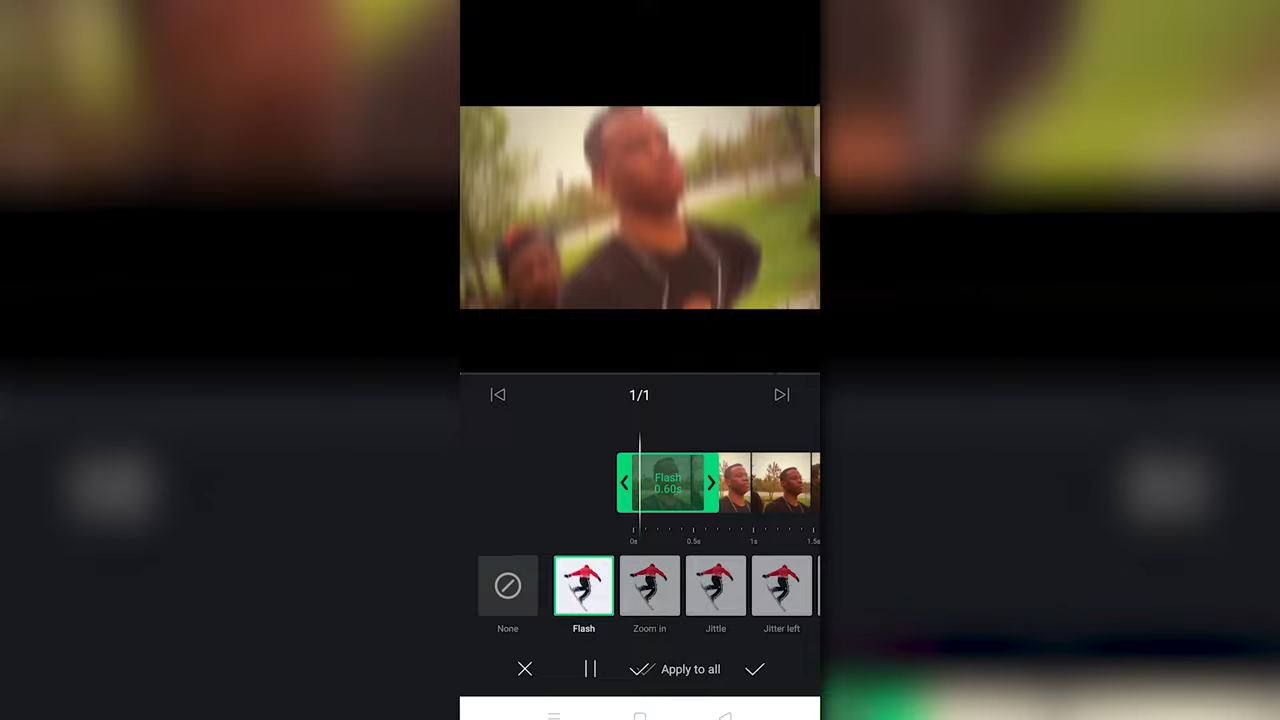 1/1
Flash
0.60s
0s 0.5s 1s 1.5s
None Flash Zoom in Jittle Jitter left
Apply to all